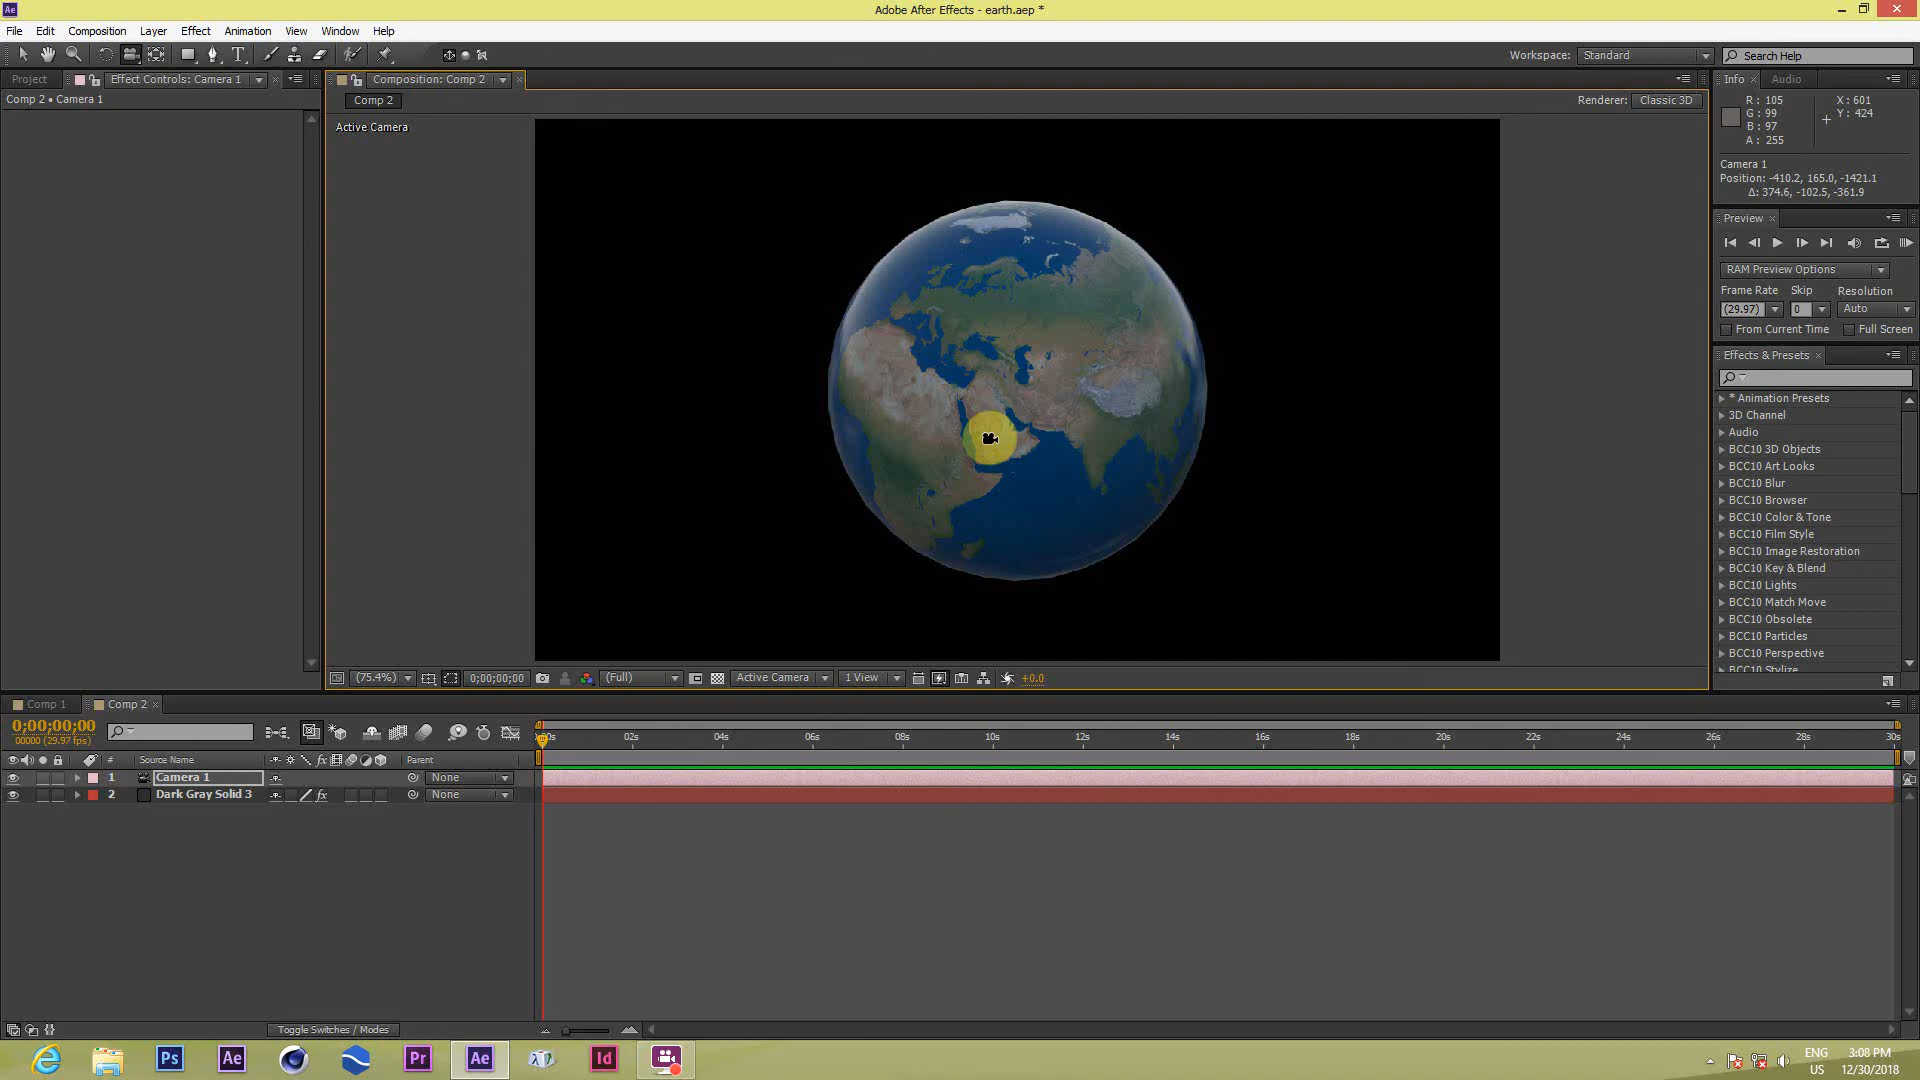 Ae
Adobe After Effects - earth.aep *
File Edit Composition Layer Effect Animation View Window Help
Workspace: Standard Search Help
Project Effect Controls: Camera 1
Composition: Comp 2
Info Audio
Comp 2 • Camera 1
Comp 2
Renderer: Classic 3D
Active Camera
R : 105
G : 99
B : 97
A : 255
X : 601
Y : 424
Camera 1
Position: -410.2, 165.0, -1421.1
Δ: 374.6, -102.5, -361.9
Preview
RAM Preview Options
Frame Rate Skip Resolution
(29.97) 0 Auto
From Current Time Full Screen
Effects & Presets
* Animation Presets
3D Channel
Audio
BCC10 3D Objects
BCC10 Art Looks
BCC10 Blur
BCC10 Browser
BCC10 Color & Tone
BCC10 Film Style
BCC10 Image Restoration
BCC10 Key & Blend
BCC10 Lights
BCC10 Match Move
BCC10 Obsolete
BCC10 Particles
BCC10 Perspective
BCC10 Stylize
(75.4%) 0;00;00;00 (Full) Active Camera 1 View +0.0
Comp 1 Comp 2
0;00;00;00
00000 (29.97 fps)
:00s 02s 04s 06s 08s 10s 12s 14s 16s 18s 20s 22s 24s 26s 28s 30s
# Source Name fx Parent
1 Camera 1 None
2 Dark Gray Solid 3 fx None
Toggle Switches / Modes
Ps Ae Pr Ae Id
ENG
US
3:08 PM
12/30/2018